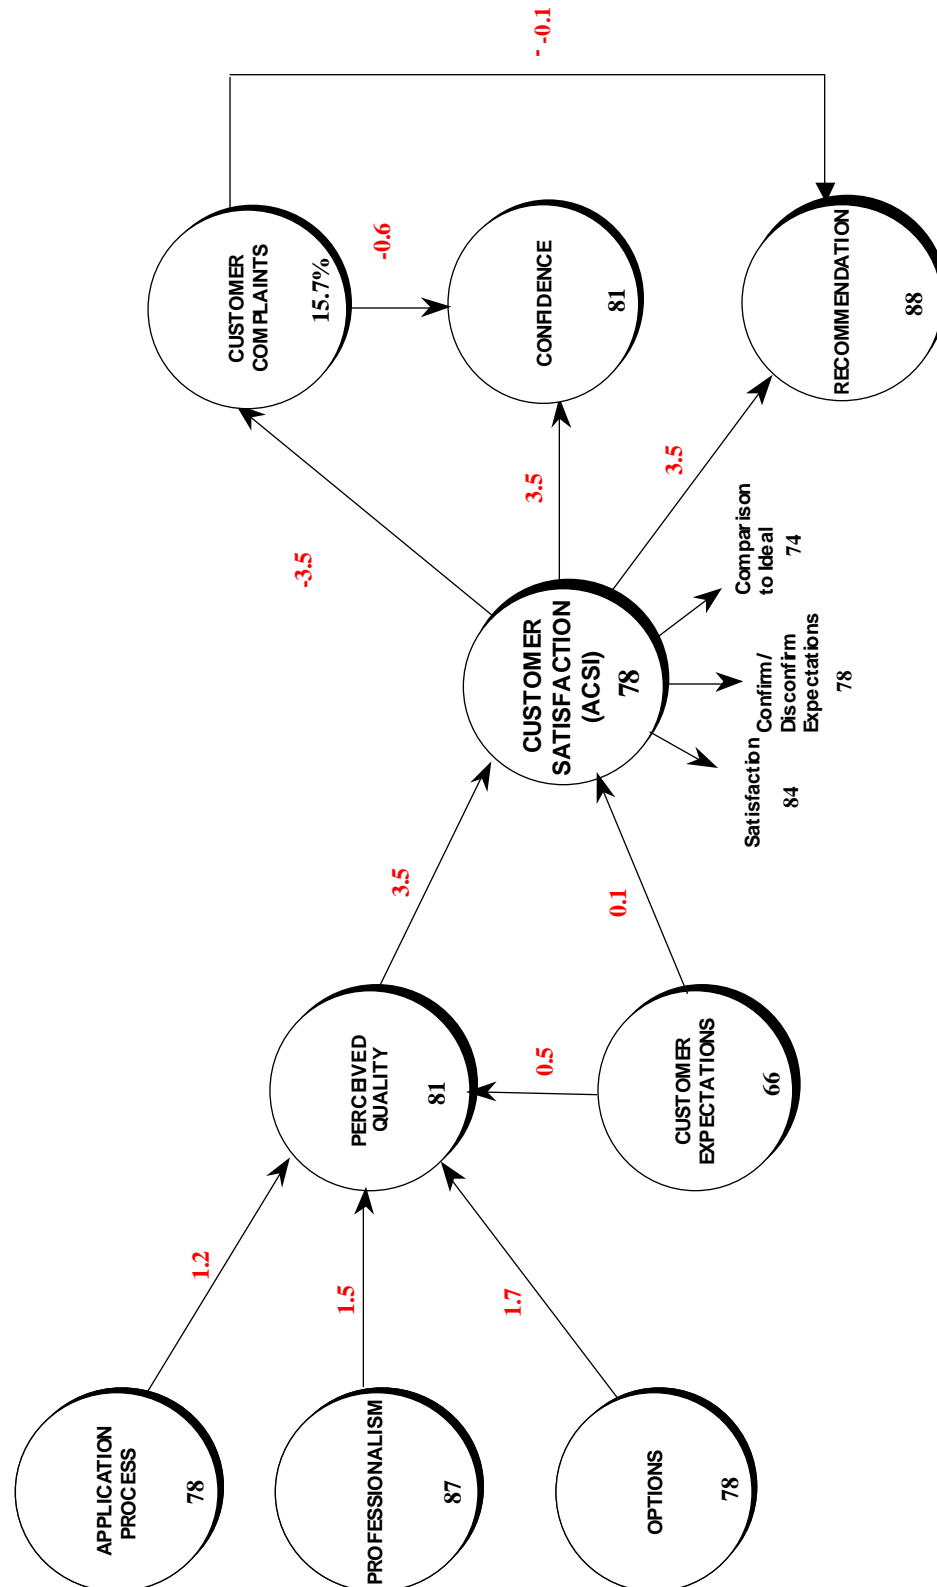 APPLICATION
PROCESS
78
1.2
PROFESSIONALISM
87
1.5
OPTIONS
78
1.7
PERCEIVED
QUALITY
81
3.5
0.5
CUSTOMER
EXPECTATIONS
66
0.1
CUSTOMER
SATISFACTION
(ACSI)
78
Satisfaction
84
Confirm/
Disconfirm
Expectations
78
Comparison
to Ideal
74
-3.5
3.5
3.5
CUSTOMER
COMPLAINTS
15.7%
-0.6
CONFIDENCE
81
RECOMMENDATION
88
- -0.1